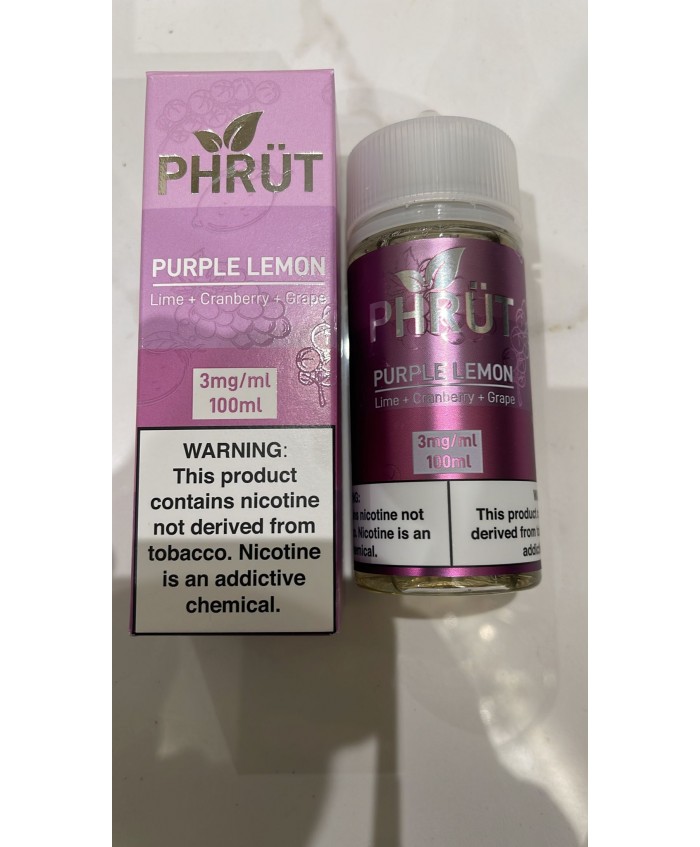 PHRÜT
PURPLE LEMON
Lime + Cranberry + Grape
3mg/ml
100ml
WARNING:
This product
contains nicotine
not derived from
tobacco. Nicotine
is an addictive
chemical.
PHRÜT
PURPLE LEMON
Lime + Cranberry + Grape
3mg/ml
100ml
nicotine not
Nicotine is an
This product
derived from